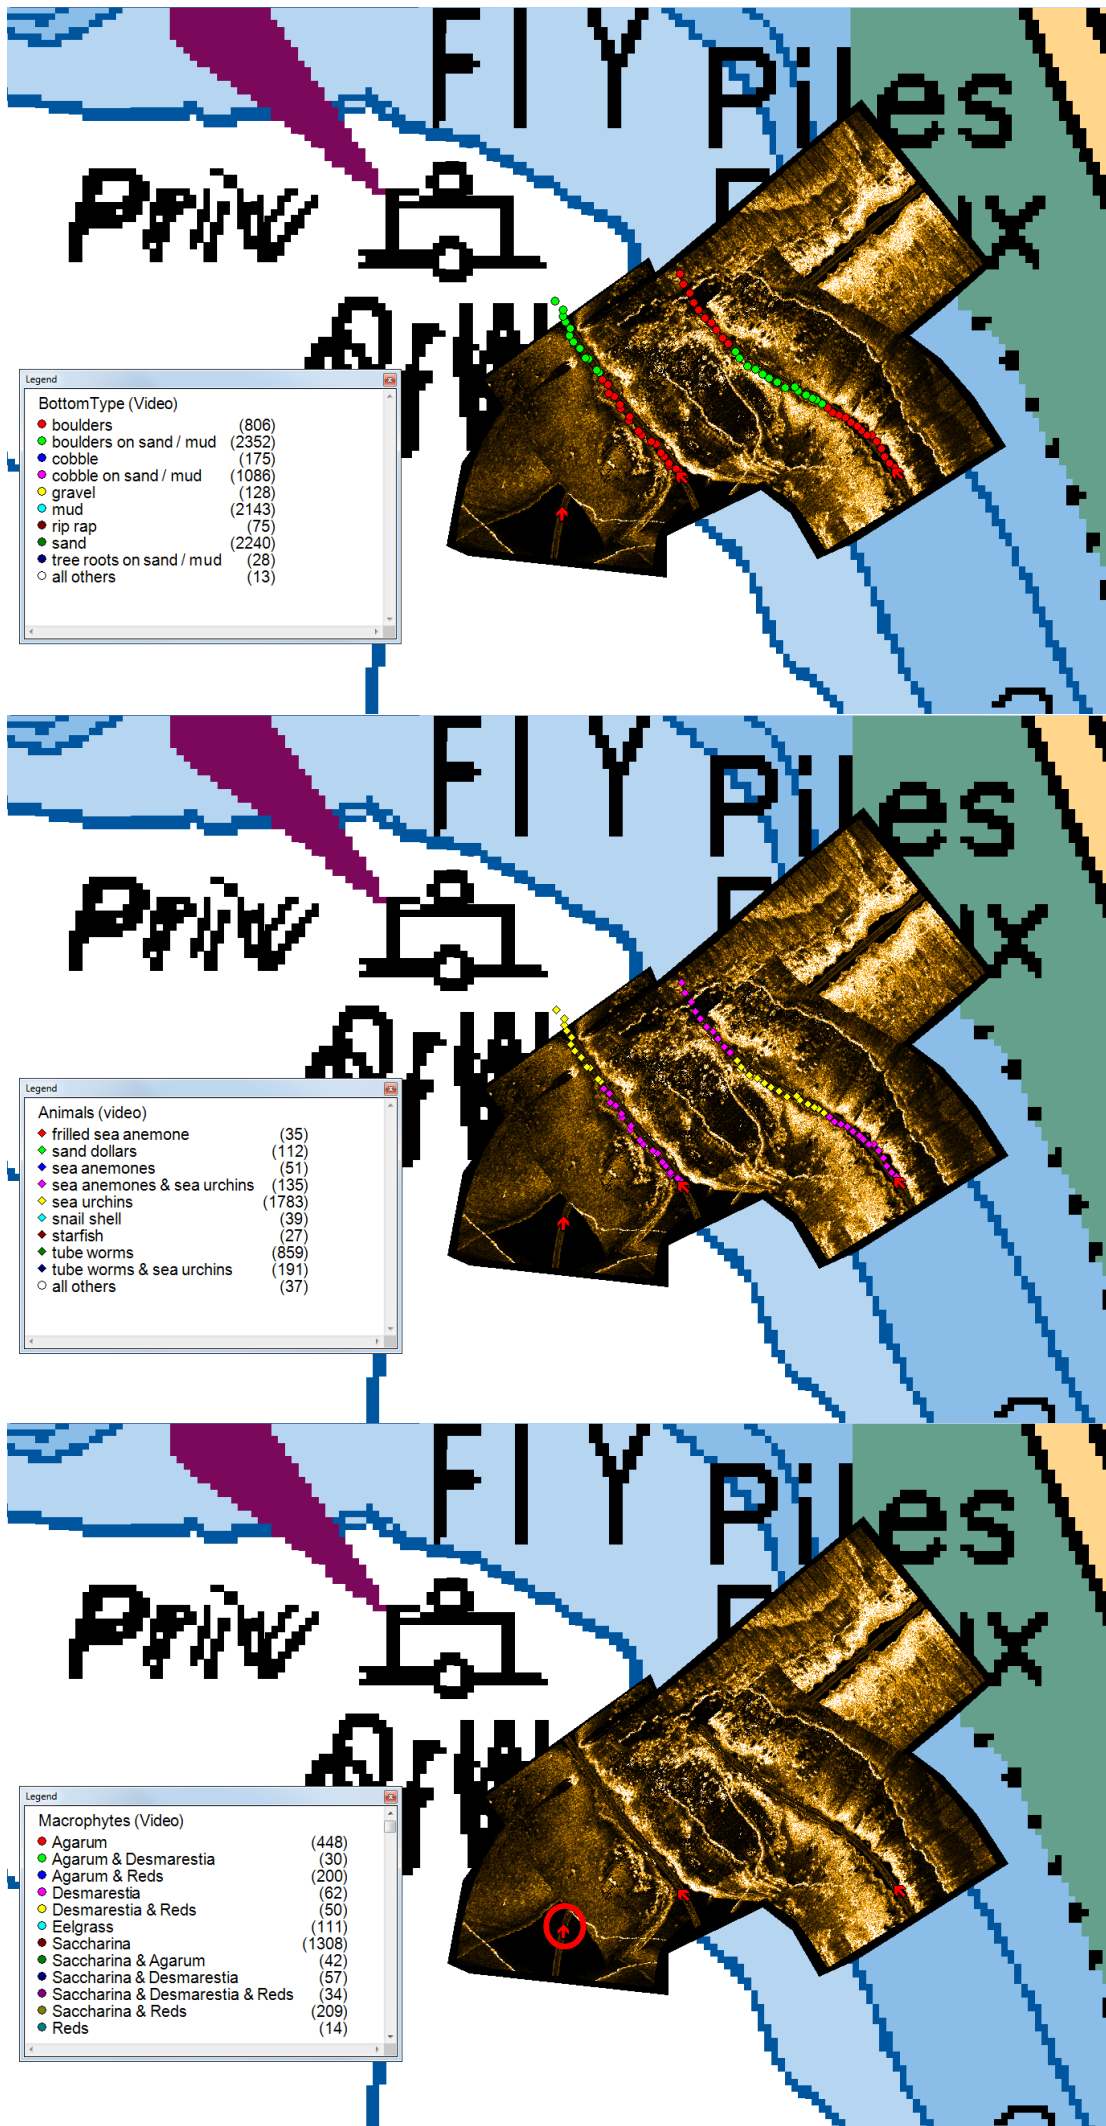 Fl Y
Piles
Priw
Legend
BottomType (Video)
boulders (806)
boulders on sand / mud (2352)
cobble (175)
cobble on sand / mud (1086)
gravel (128)
mud (2143)
rip rap (75)
sand (2240)
tree roots on sand / mud (28)
all others (13)
Fl Y
Piles
Priw
Legend
Animals (video)
frilled sea anemone (35)
sand dollars (112)
sea anemones (51)
sea anemones & sea urchins (135)
sea urchins (1783)
snail shell (39)
starfish (27)
tube worms (859)
tube worms & sea urchins (191)
all others (37)
Fl Y
Piles
Priw
Legend
Macrophytes (Video)
Agarum (448)
Agarum & Desmarestia (30)
Agarum & Reds (200)
Desmarestia (62)
Desmarestia & Reds (50)
Eelgrass (111)
Saccharina (1308)
Saccharina & Agarum (42)
Saccharina & Desmarestia (57)
Saccharina & Desmarestia & Reds (34)
Saccharina & Reds (209)
Reds (14)